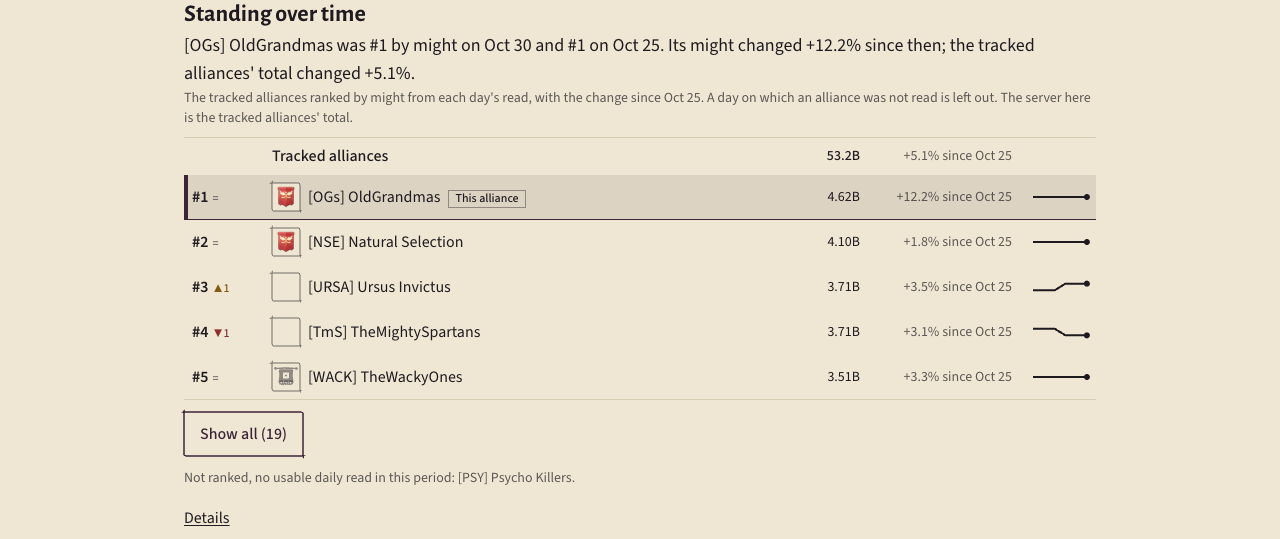 Standing over time
[OGs] OldGrandmas was #1 by might on Oct 30 and #1 on Oct 25. Its might changed +12.2% since then; the tracked
alliances' total changed +5.1%.
The tracked alliances ranked by might from each day's read, with the change since Oct 25. A day on which an alliance was not read is left out. The server here
is the tracked alliances' total.
Tracked alliances 53.2B +5.1% since Oct 25
#1 = [OGs] OldGrandmas This alliance 4.62B +12.2% since Oct 25
#2 = [NSE] Natural Selection 4.10B +1.8% since Oct 25
#3 ▲1 [URSA] Ursus Invictus 3.71B +3.5% since Oct 25
#4 ▼1 [TmS] TheMightySpartans 3.71B +3.1% since Oct 25
#5 = [WACK] TheWackyOnes 3.51B +3.3% since Oct 25
Show all (19)
Not ranked, no usable daily read in this period: [PSY] Psycho Killers.
Details